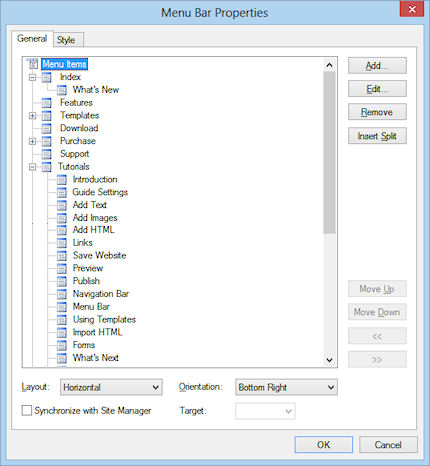 Menu Bar Properties
General Style
Menu Items
Index
What's New
Features
Templates
Download
Purchase
Support
Tutorials
Introduction
Guide Settings
Add Text
Add Images
Add HTML
Links
Save Website
Preview
Publish
Navigation Bar
Menu Bar
Using Templates
Import HTML
Forms
What's Next
Add...
Edit...
Remove
Insert Split
Move Up
Move Down
<<
>>
Layout: Horizontal Orientation: Bottom Right
Synchronize with Site Manager Target:
OK Cancel